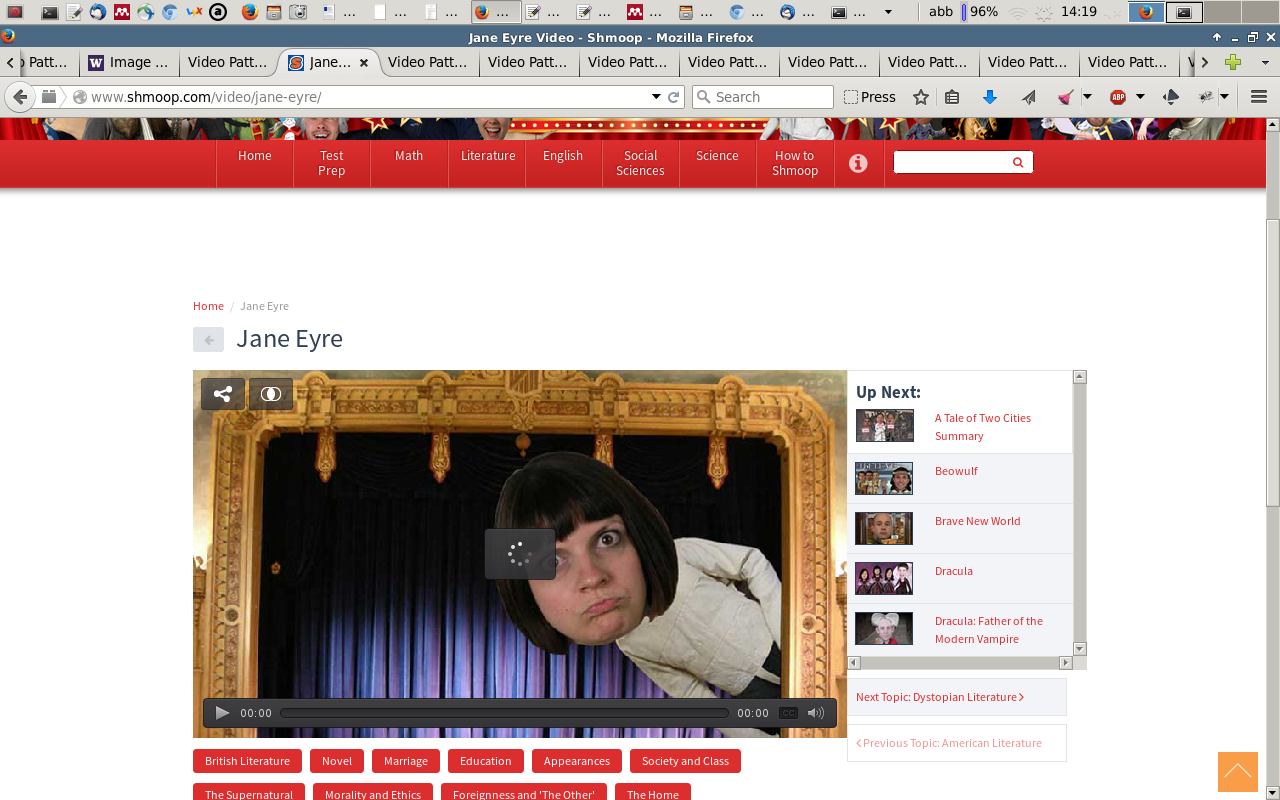 ... ... ... ... ... ... ... ... ... ... abb 96% 14:19
Jane Eyre Video - Shmoop - Mozilla Firefox
Patt... Image ... Video Patt... Jane... Video Patt... Video Patt... Video Patt... Video Patt... Video Patt... Video Patt... Video Patt... Video Patt...
www.shmoop.com/video/jane-eyre/ Search Press ABP
Home Test Prep Math Literature English Social Sciences Science How to Shmoop
Home / Jane Eyre
Jane Eyre
Up Next:
A Tale of Two Cities
Summary
Beowulf
Brave New World
Dracula
Dracula: Father of the
Modern Vampire
Next Topic: Dystopian Literature
Previous Topic: American Literature
00:00 00:00 CC
British Literature Novel Marriage Education Appearances Society and Class
The Supernatural Morality and Ethics Foreignness and 'The Other' The Home